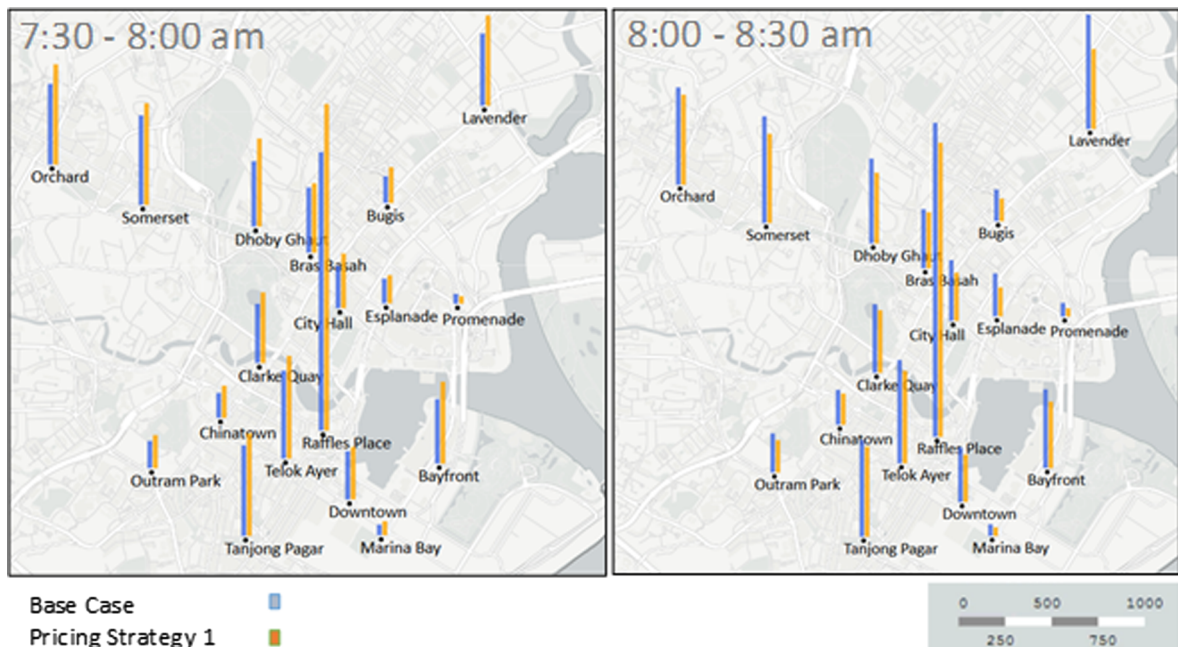 7:30 - 8:00 am
Lavender
Orchard
Somerset
Bugis
Dhoby Ghaut
Bras Basah
City Hall
Esplanade
Promenade
Clarke Quay
Chinatown
Raffles Place
Outram Park
Telok Ayer
Bayfront
Downtown
Tanjong Pagar
Marina Bay
8:00 - 8:30 am
Lavender
Orchard
Somerset
Bugis
Dhoby Ghaut
Bras Basah
City Hall
Esplanade
Promenade
Clarke Quay
Chinatown
Raffles Place
Outram Park
Telok Ayer
Bayfront
Downtown
Tanjong Pagar
Marina Bay
Base Case
Pricing Strategy 1
0 500 1000
250 750